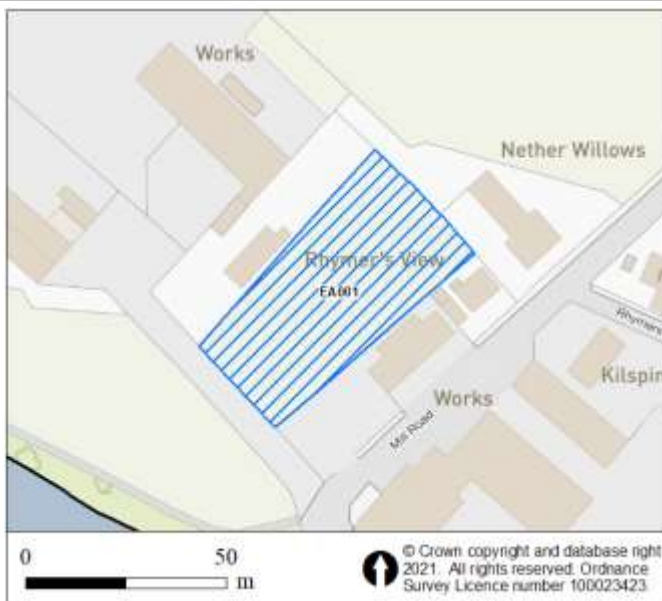 Works
Nether Willows
Rhymer's View
EA001
Rhymers
Kilspin
Works
Mill Road
0 50
m
© Crown copyright and database right
2021. All rights reserved. Ordnance
Survey Licence number 100023423.